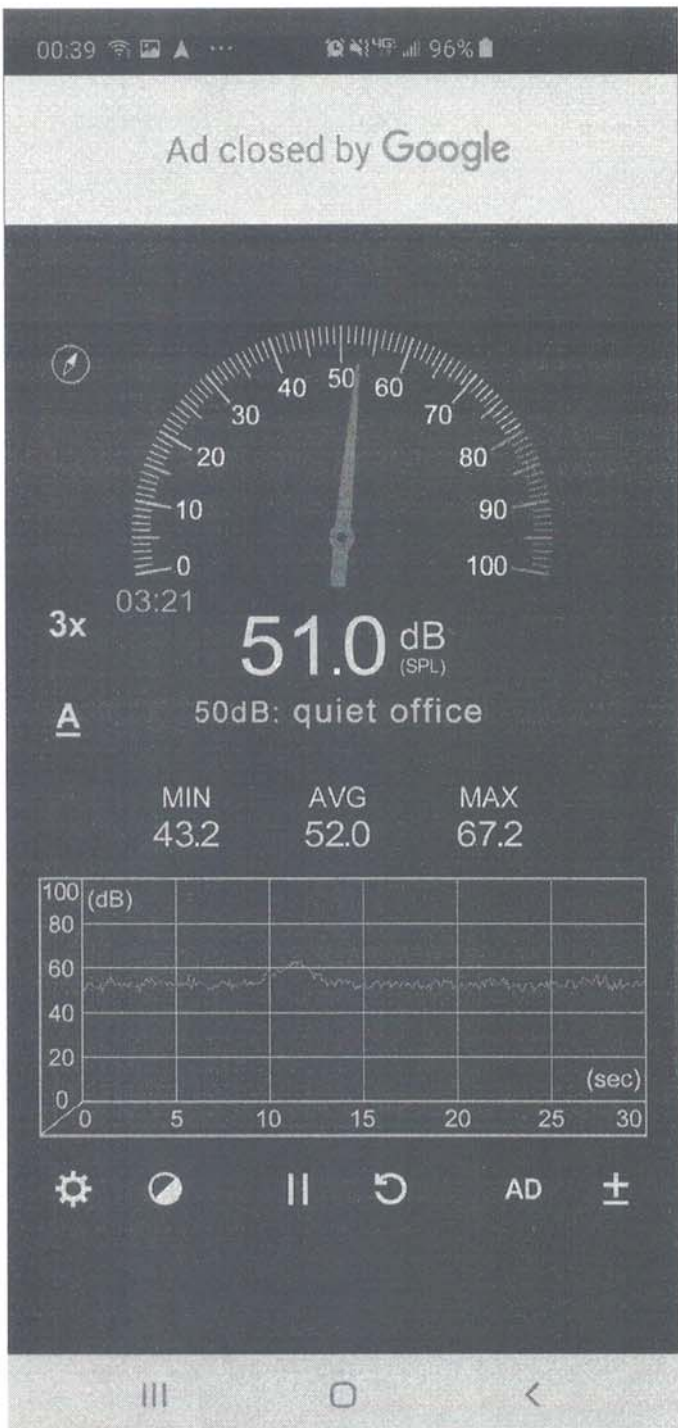 00:39 4G 96%
Ad closed by Google
0 10 20 30 40 50 60 70 80 90 100
03:21
3x
51.0 dB
(SPL)
A 50dB: quiet office
MIN AVG MAX
43.2 52.0 67.2
100 (dB)
80
60
40
20
(sec)
0
0 5 10 15 20 25 30
AD